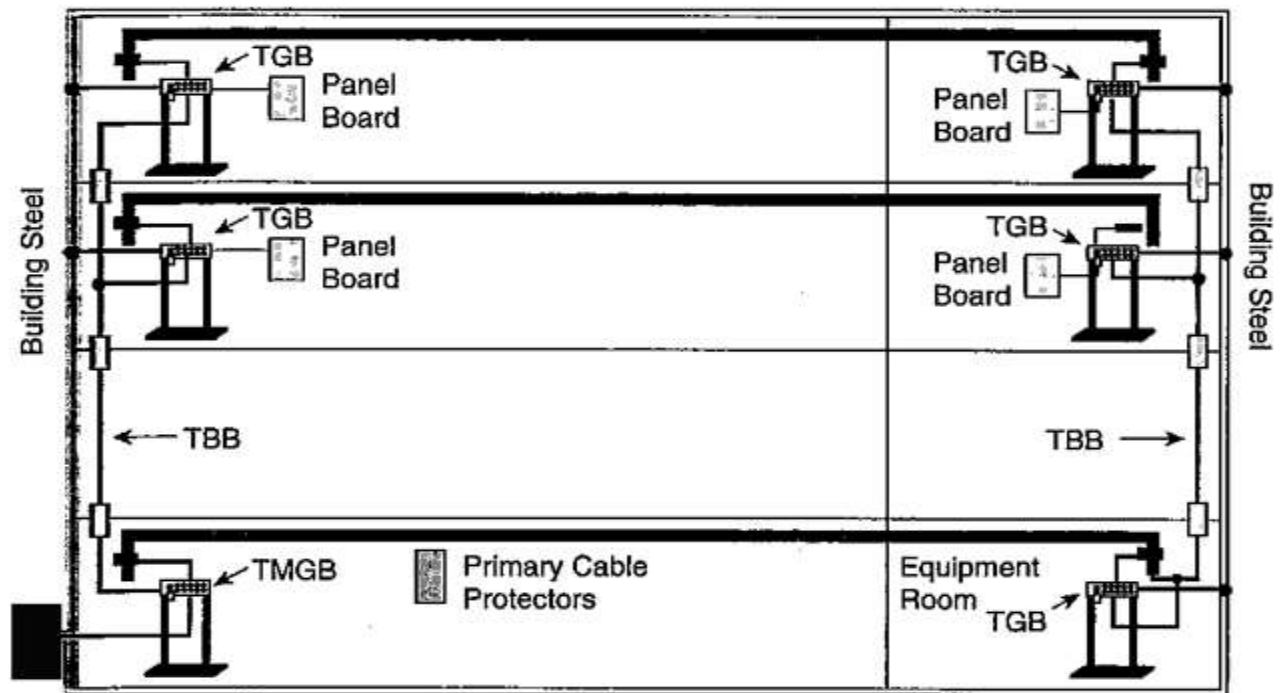 TGB
Panel
Board
TGB
Panel
Board
Building Steel
TGB
Panel
Board
TGB
Panel
Board
Building Steel
TBB
TBB
TMGB
Primary Cable
Protectors
Equipment
Room
TGB